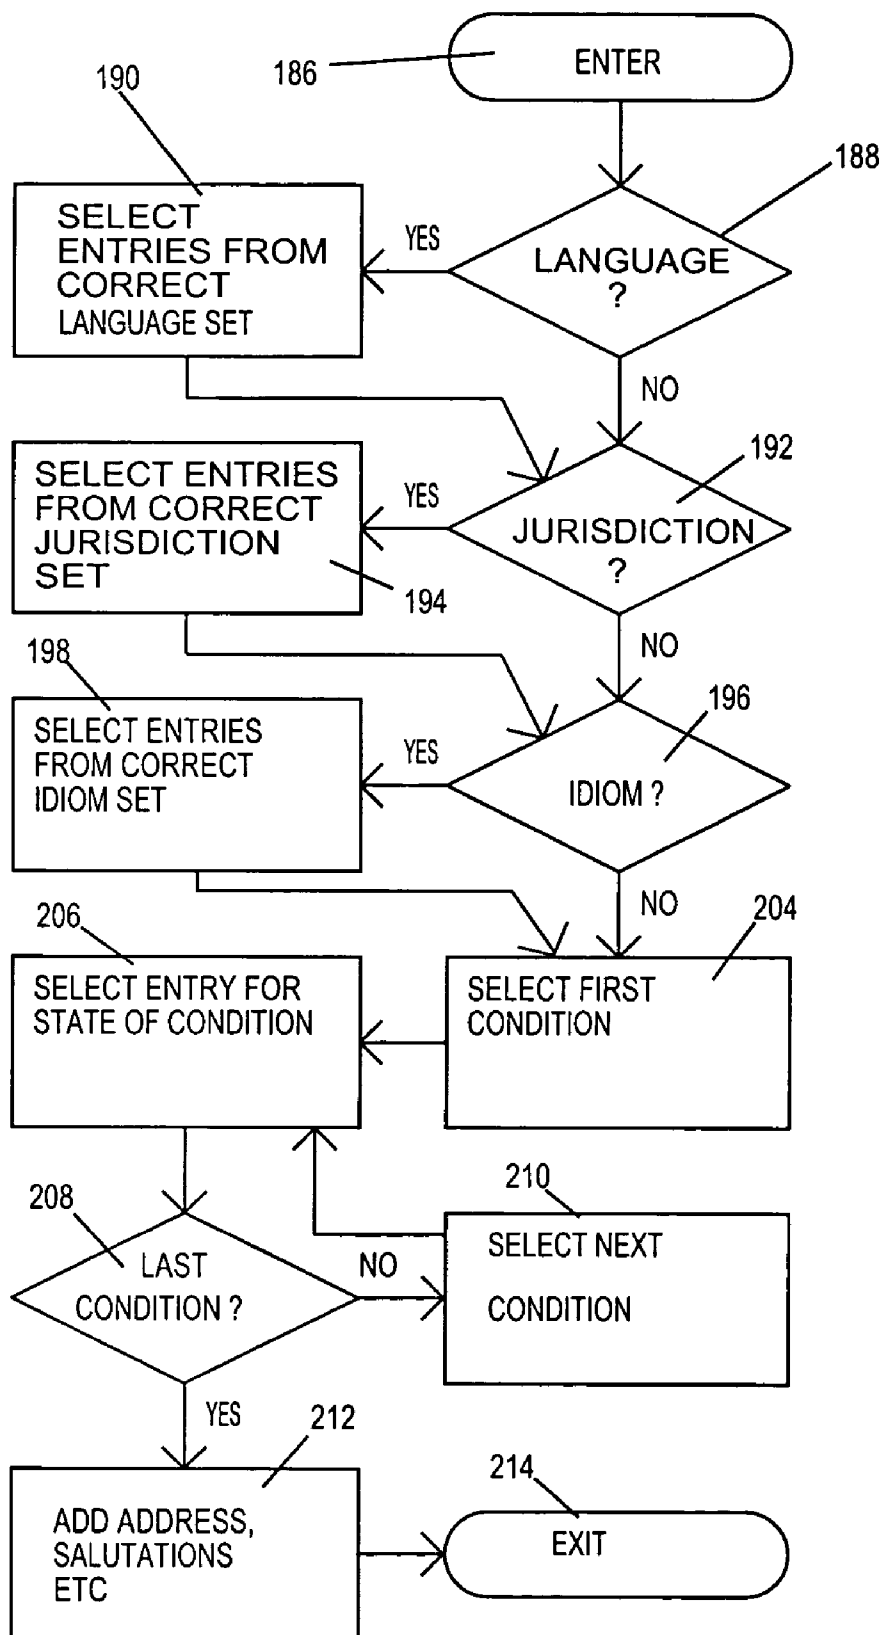 186
ENTER
190
188
SELECT
ENTRIES FROM
CORRECT
LANGUAGE SET
YES
LANGUAGE
?
NO
192
SELECT ENTRIES
FROM CORRECT
JURISDICTION
SET
194
YES
JURISDICTION
?
NO
198
196
SELECT ENTRIES
FROM CORRECT
IDIOM SET
YES
IDIOM ?
NO
206
204
SELECT ENTRY FOR
STATE OF CONDITION
SELECT FIRST
CONDITION
208
210
LAST
CONDITION ?
NO
SELECT NEXT
CONDITION
YES
212
214
ADD ADDRESS,
SALUTATIONS
ETC
EXIT